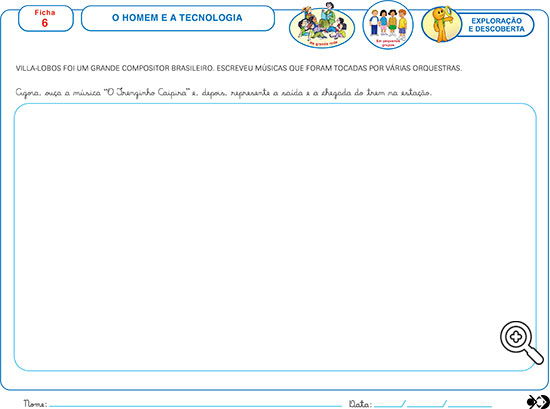 Ficha
6
O HOMEM E A TECNOLOGIA
Na grande roda
Em pequenos
grupos
EXPLORAÇÃO
E DESCOBERTA
VILLA-LOBOS FOI UM GRANDE COMPOSITOR BRASILEIRO. ESCREVEU MÚSICAS QUE FORAM TOCADAS POR VÁRIAS ORQUESTRAS.
Agora, ouça a música "O Trenzinho Caipira" e, depois, represente a saída e a chegada do trem na estação.
Nome:
Data: / /